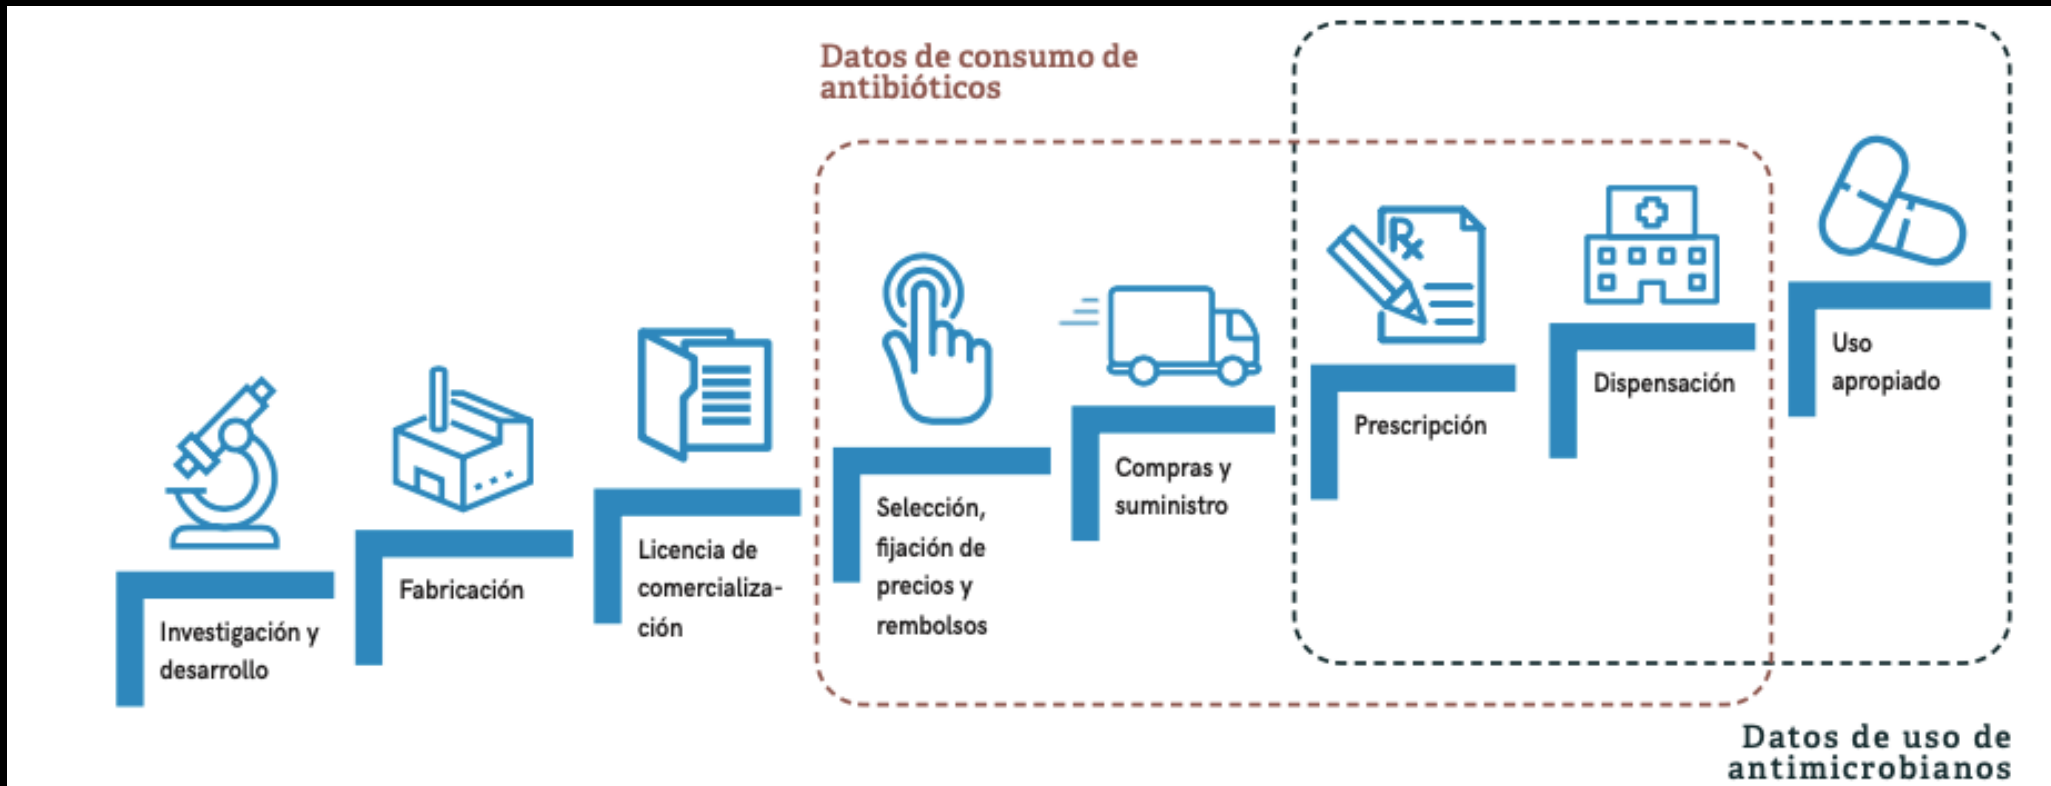 Datos de consumo de
antibióticos
Investigación y
desarrollo
Fabricación
Licencia de
comercializa-
ción
Selección,
fijación de
precios y
rembolsos
Compras y
suministro
Rx
Prescripción
Dispensación
Uso
apropiado
Datos de uso de
antimicrobianos